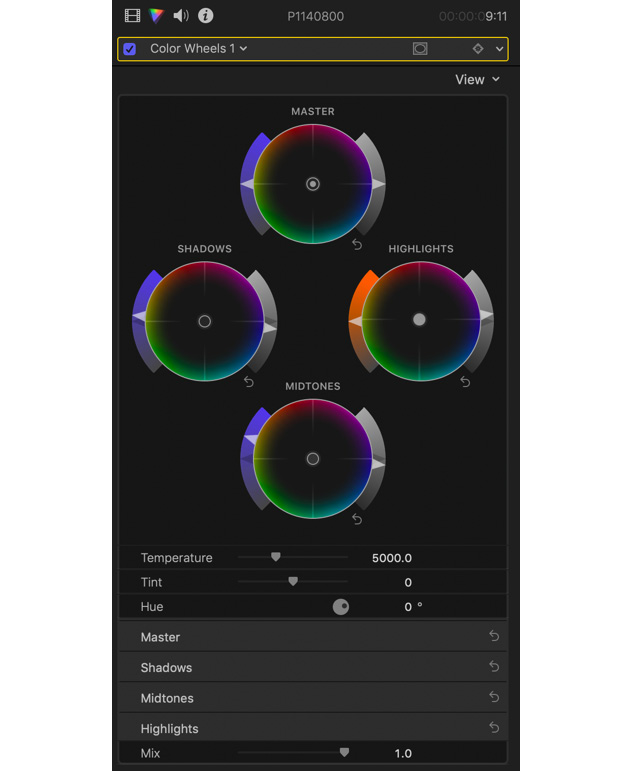 P1140800
00:00:09:11
Color Wheels 1
View
MASTER
SHADOWS
HIGHLIGHTS
MIDTONES
Temperature 5000.0
Tint 0
Hue 0 °
Master
Shadows
Midtones
Highlights
Mix 1.0